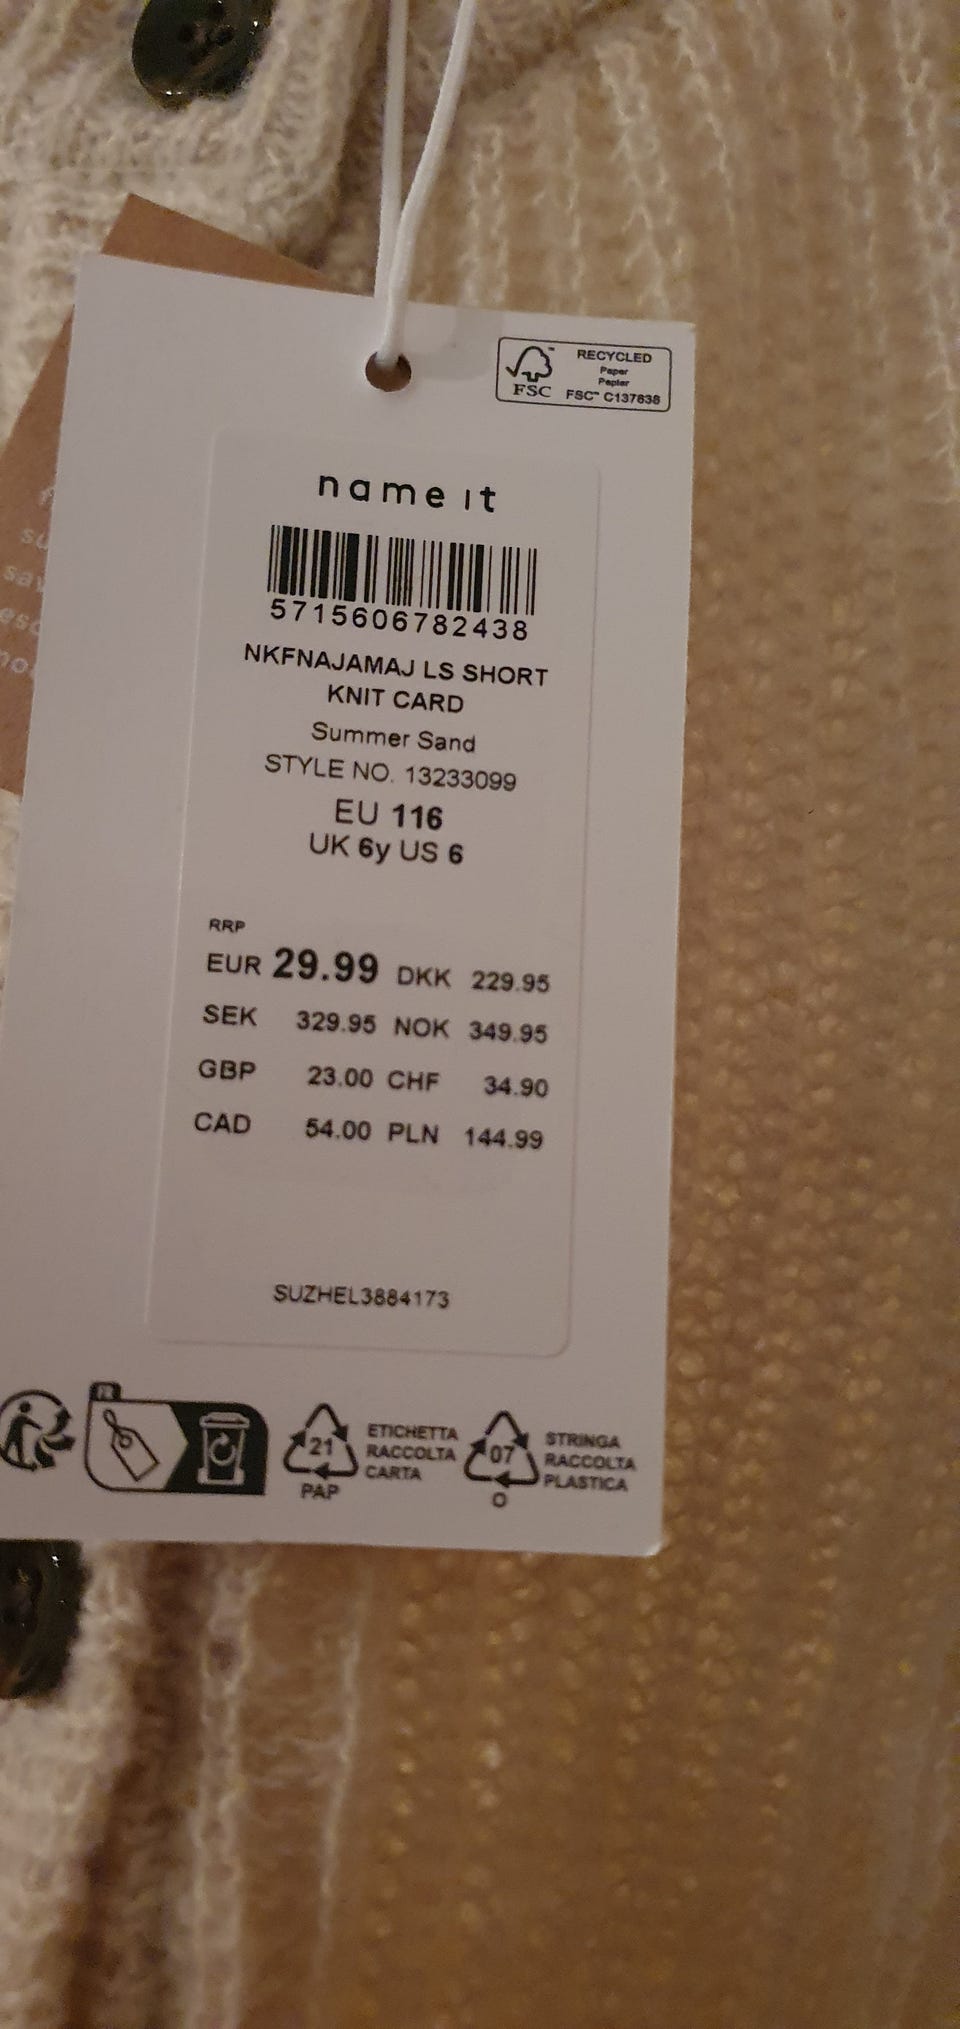 RECYCLED
Paper
Papier
FSC
FSC™ C137838
name it
5715606782438
NKFNAJAMAJ LS SHORT
KNIT CARD
Summer Sand
STYLE NO. 13233099
EU 116
UK 6y US 6
RRP
EUR 29.99 DKK 229.95
SEK 329.95 NOK 349.95
GBP 23.00 CHF 34.90
CAD 54.00 PLN 144.99
SUZHEL3884173
FR
21
PAP
ETICHETTA
RACCOLTA
CARTA
07
O
STRINGA
RACCOLTA
PLASTICA